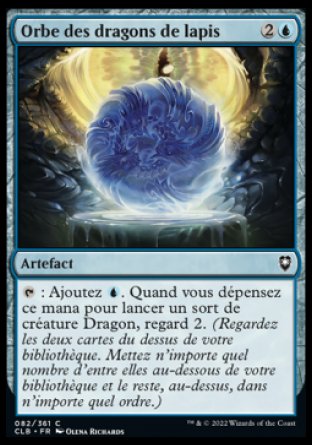 Orbe des dragons de lapis 2
Artefact
: Ajoutez . Quand vous dépensez
ce mana pour lancer un sort de
créature Dragon, regard 2. (Regardez
les deux cartes du dessus de votre
bibliothèque. Mettez n'importe quel
nombre d'entre elles au-dessous de votre
bibliothèque et le reste, au-dessus, dans
n'importe quel ordre.)
082/361 C
CLB • FR Olena Richards
™ & © 2022 Wizards of the Coast